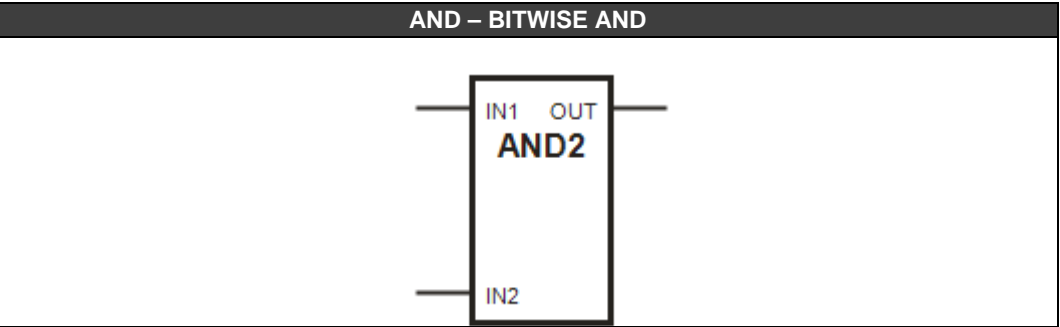 AND – BITWISE AND
IN1 OUT
AND2
IN2